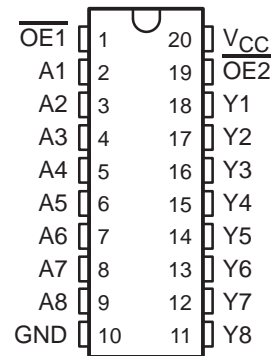 O̅E̅1̅ 1 20 VCC
A1 2 19 O̅E̅2̅
A2 3 18 Y1
A3 4 17 Y2
A4 5 16 Y3
A5 6 15 Y4
A6 7 14 Y5
A7 8 13 Y6
A8 9 12 Y7
GND 10 11 Y8